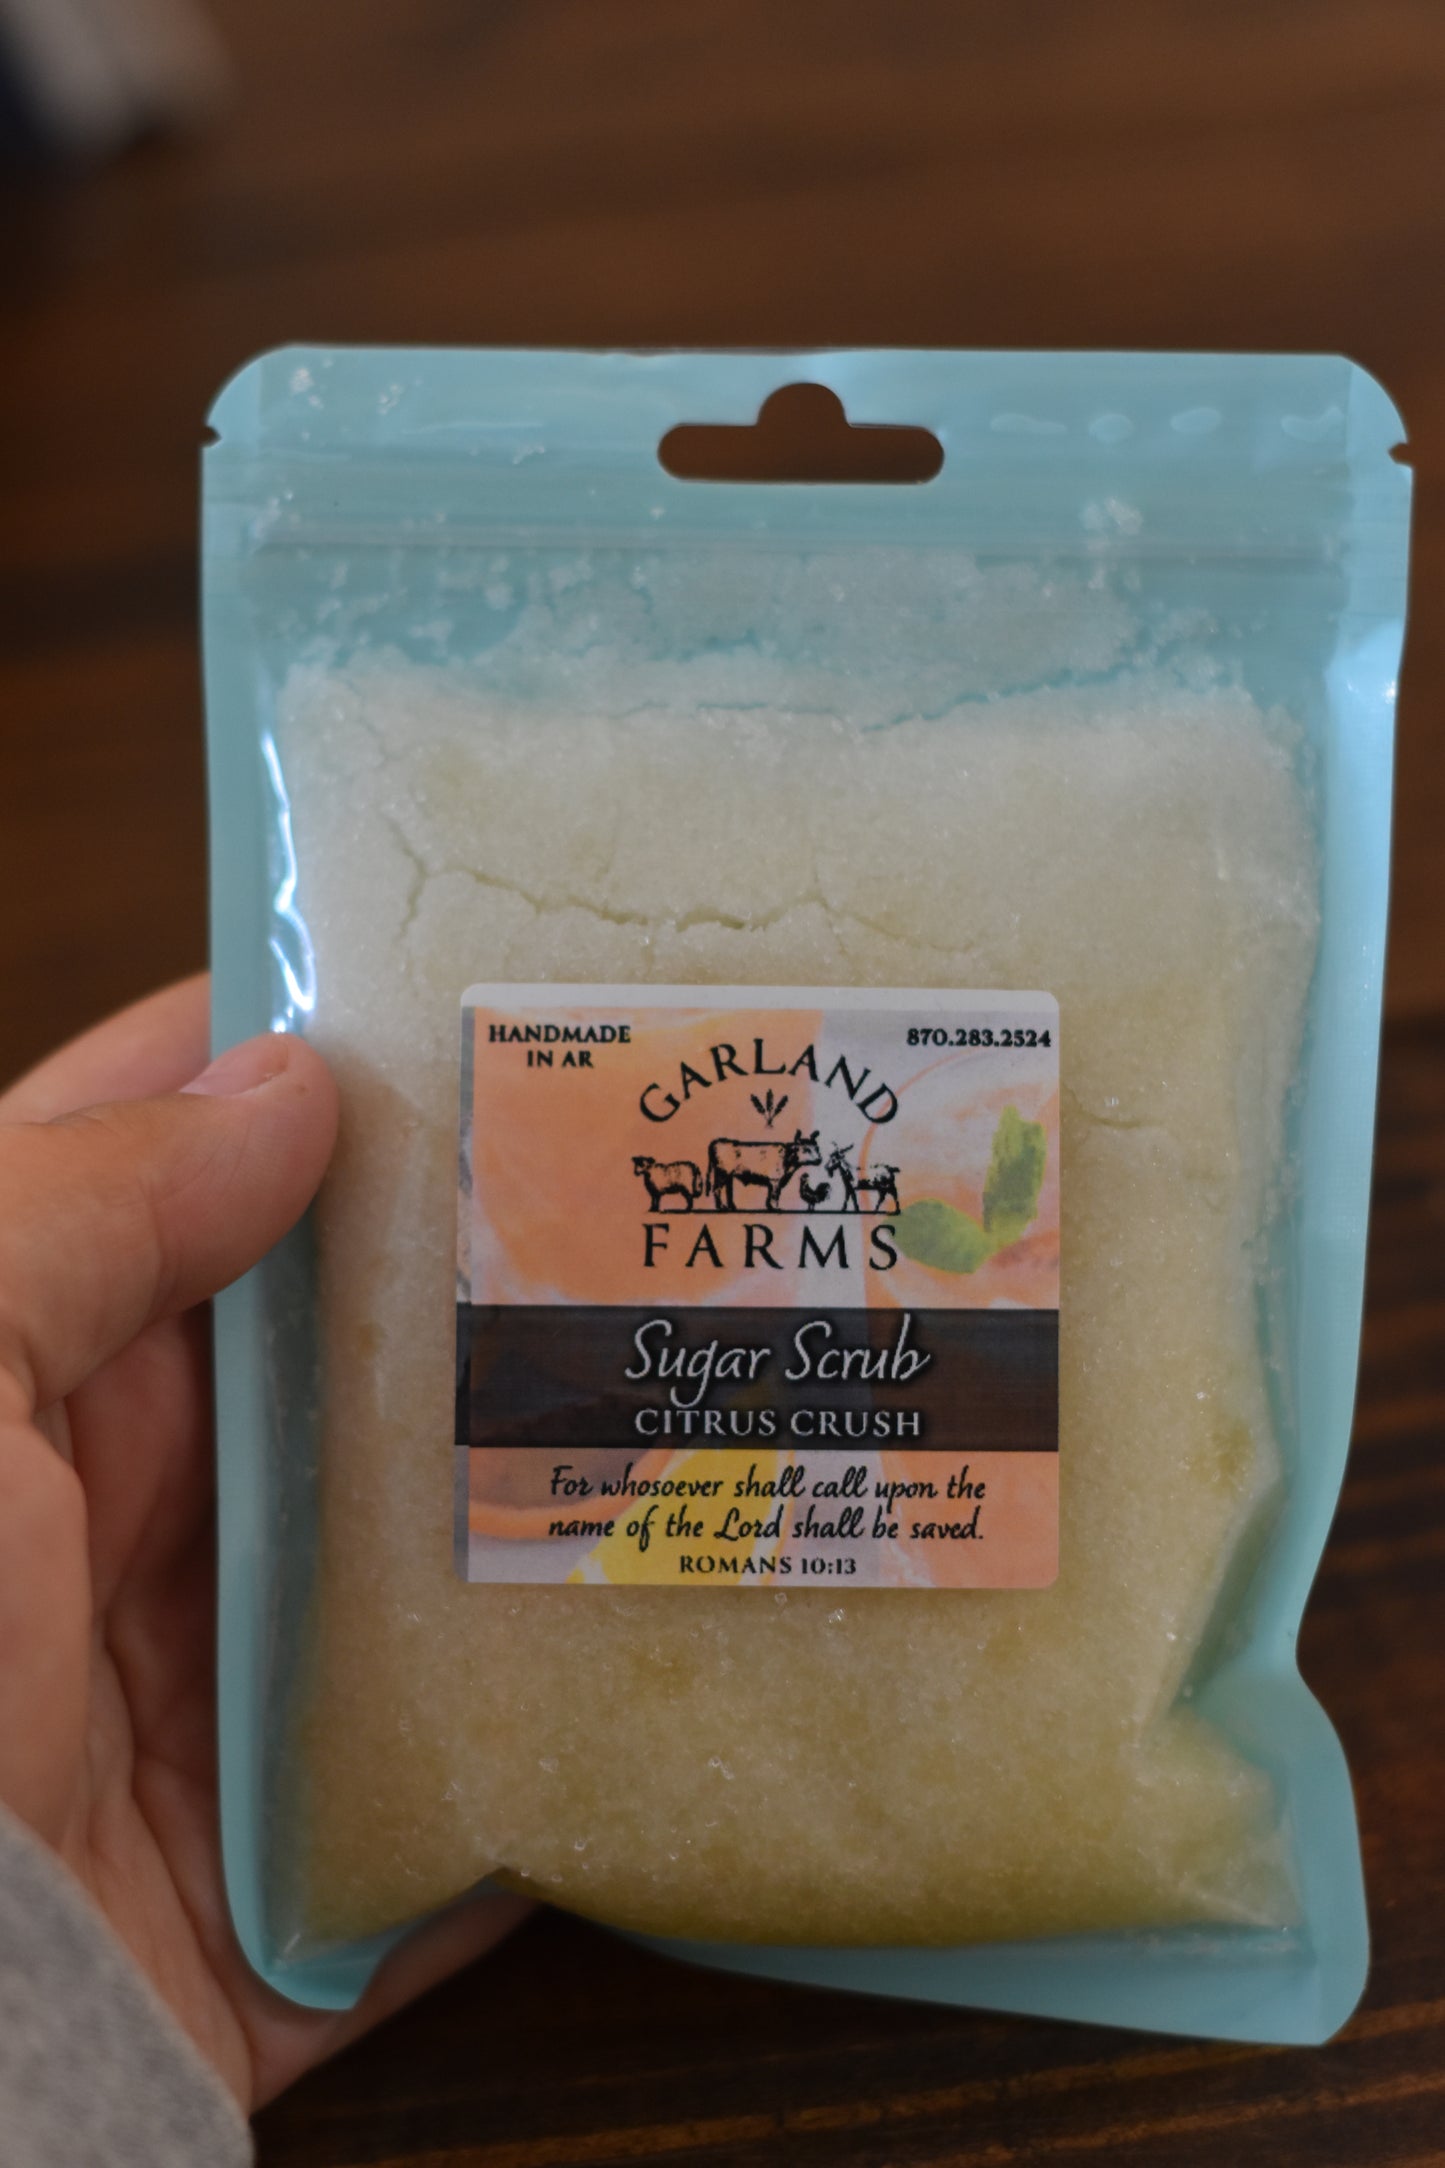 HANDMADE
IN AR
870.283.2524
GARLAND
FARMS
Sugar Scrub
CITRUS CRUSH
For whosoever shall call upon the
name of the Lord shall be saved.
ROMANS 10:13